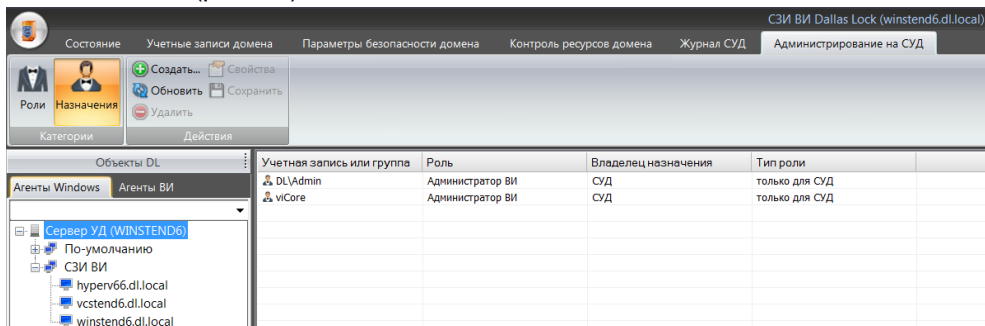 СЗИ ВИ Dallas Lock (winstend6.dl.local)
Состояние Учетные записи домена Параметры безопасности домена Контроль ресурсов домена Журнал СУД Администрирование на СУД
Создать... Свойства
Роли Назначения Обновить Сохранить
Удалить
Категории Действия
Объекты DL
Агенты Windows Агенты ВИ
Сервер УД (WINSTEND6)
По-умолчанию
СЗИ ВИ
hyperv66.dl.local
vcstend6.dl.local
winstend6.dl.local
Учетная запись или группа Роль Владелец назначения Тип роли
DL\Admin Администратор ВИ СУД только для СУД
viCore Администратор ВИ СУД только для СУД